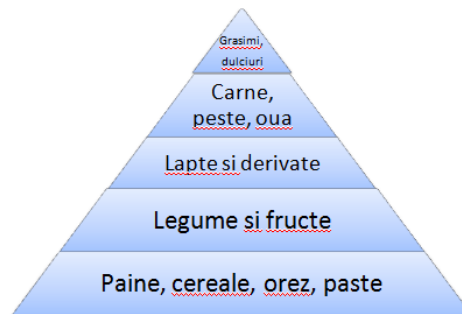 Grasimi,
dulciuri
Carne,
peste, oua
Lapte si derivate
Legume si fructe
Paine, cereale, orez, paste